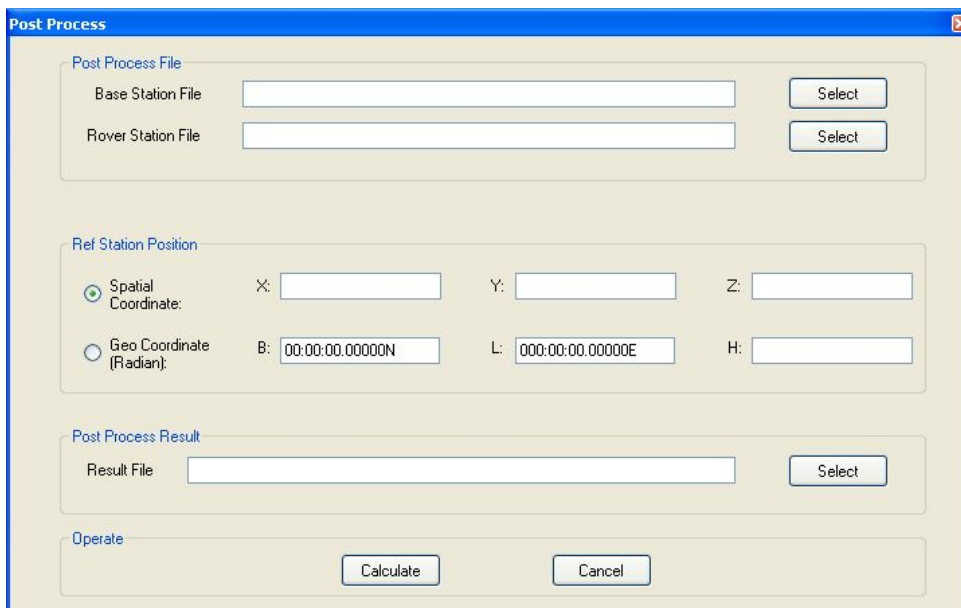 Post Process
Post Process File
Base Station File
Select
Rover Station File
Select
Ref Station Position
Spatial
Coordinate:
X:
Y:
Z:
Geo Coordinate
(Radian):
B: 00:00:00.00000N
L: 000:00:00.00000E
H:
Post Process Result
Result File
Select
Operate
Calculate
Cancel